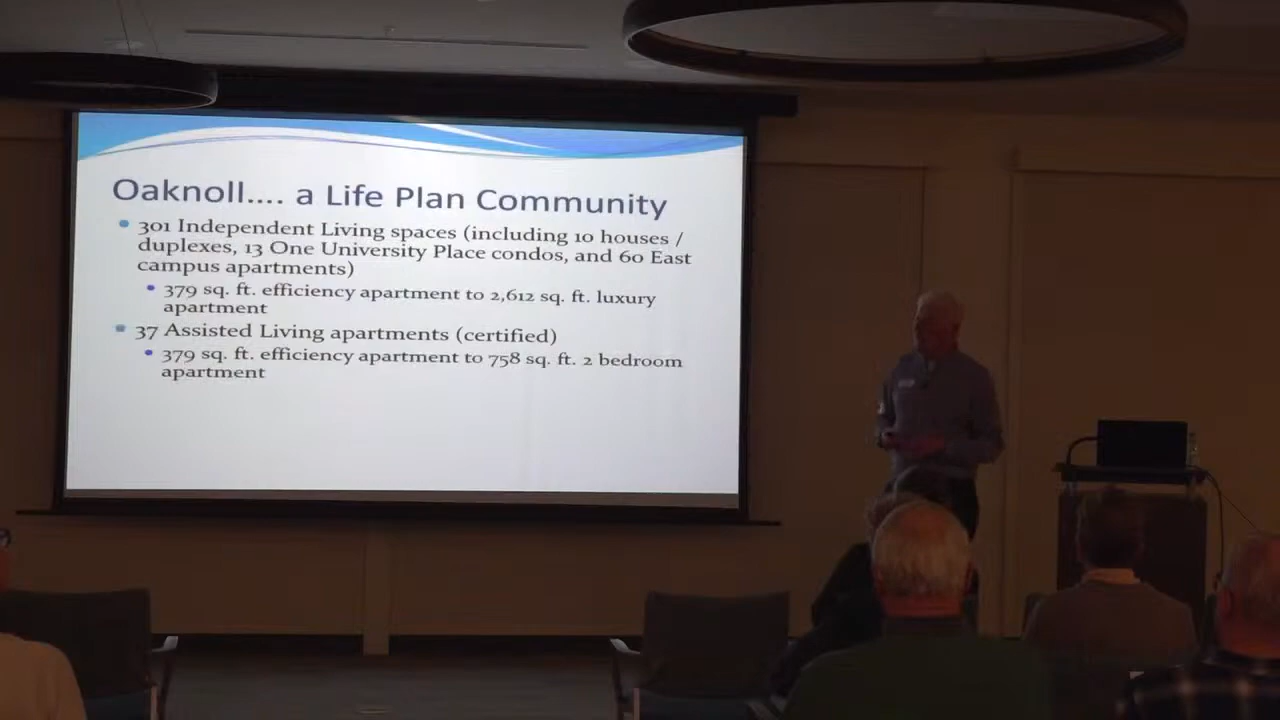 Oaknoll.... a Life Plan Community
301 Independent Living spaces (including 10 houses /
duplexes, 13 One University Place condos, and 60 East
campus apartments)
379 sq. ft. efficiency apartment to 2,612 sq. ft. luxury
apartment
37 Assisted Living apartments (certified)
379 sq. ft. efficiency apartment to 758 sq. ft. 2 bedroom
apartment